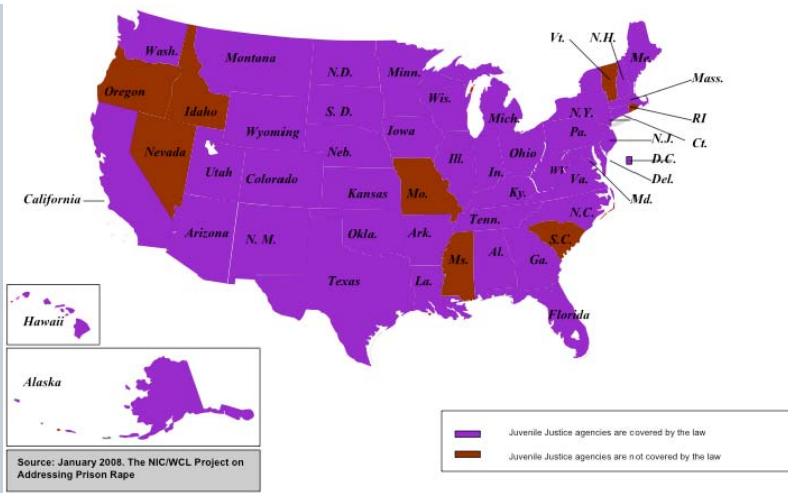 Vt.
N.H.
Me.
Wash.
Montana
N.D.
Minn.
Mass.
Oregon
Idaho
S. D.
Wis.
Mich.
N.Y.
RI
Wyoming
Iowa
Pa.
Ct.
Nevada
Neb.
Ohio
N.J.
Utah
Colorado
Ill.
In.
WV
D.C.
Va.
Del.
California
Kansas
Mo.
Ky.
Md.
Arizona
N. M.
Okla.
Ark.
Tenn.
N.C.
S.C.
Ms.
Al.
Ga.
Texas
La.
Florida
Hawaii
Alaska
Juvenile Justice agencies are covered by the law
Juvenile Justice agencies are not covered by the law
Source: January 2008. The NIC/WCL Project on
Addressing Prison Rape